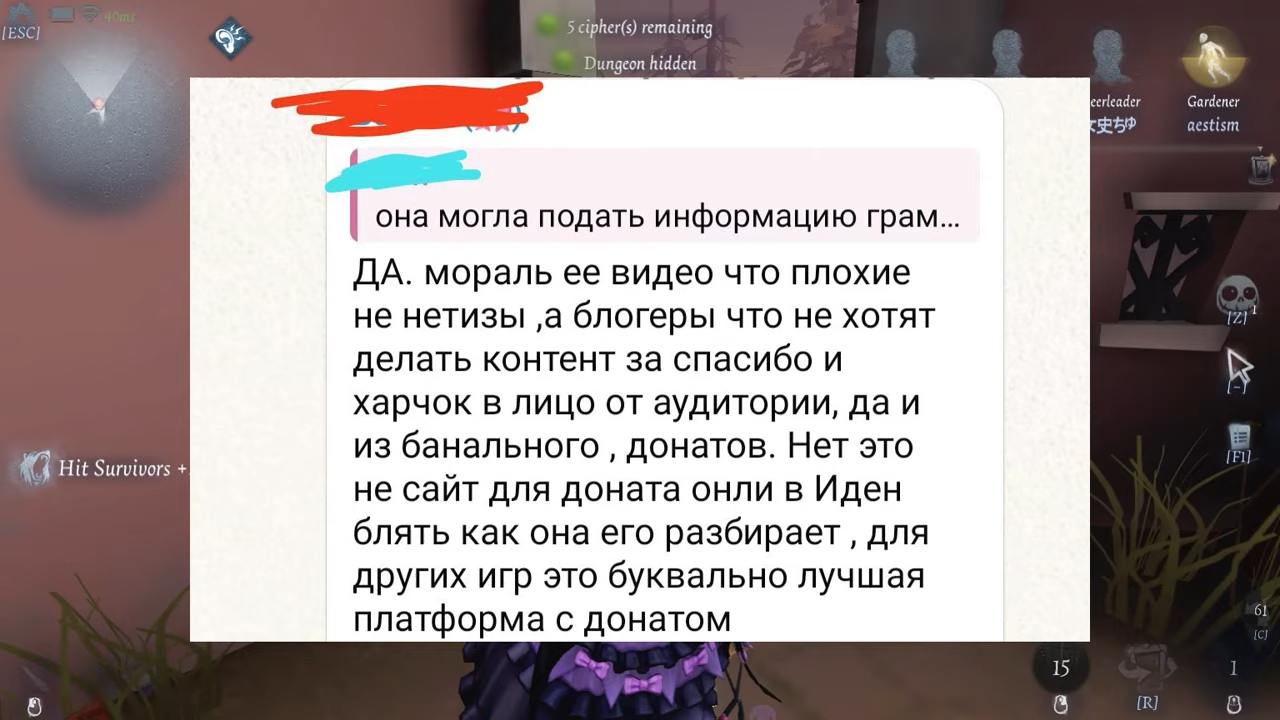 40ms
[ESC]
5 cipher(s) remaining
Dungeon hidden
Gardener
aestism
она могла подать информацию грам...
ДА. мораль ее видео что плохие
не нетизы ,а блогеры что не хотят
делать контент за спасибо и
харчок в лицо от аудитории, да и
из банального , донатов. Нет это
не сайт для доната онли в Иден
блять как она его разбирает , для
других игр это буквально лучшая
платформа с донатом
Hit Survivors +
1
[Z]
[~]
[F1]
61
[C]
15
[R]
1